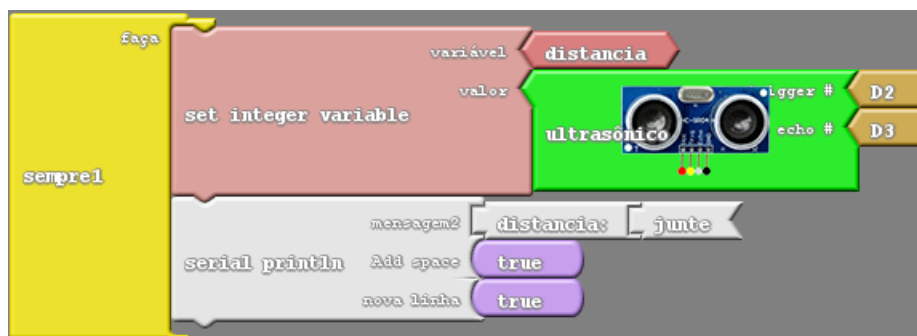 faça
variável distancia
valor
igger # D2
set integer variable
ultrasônico
echo # D3
sempre1
mensagem2 distancia: junte
serial println
Add space true
nova linha true